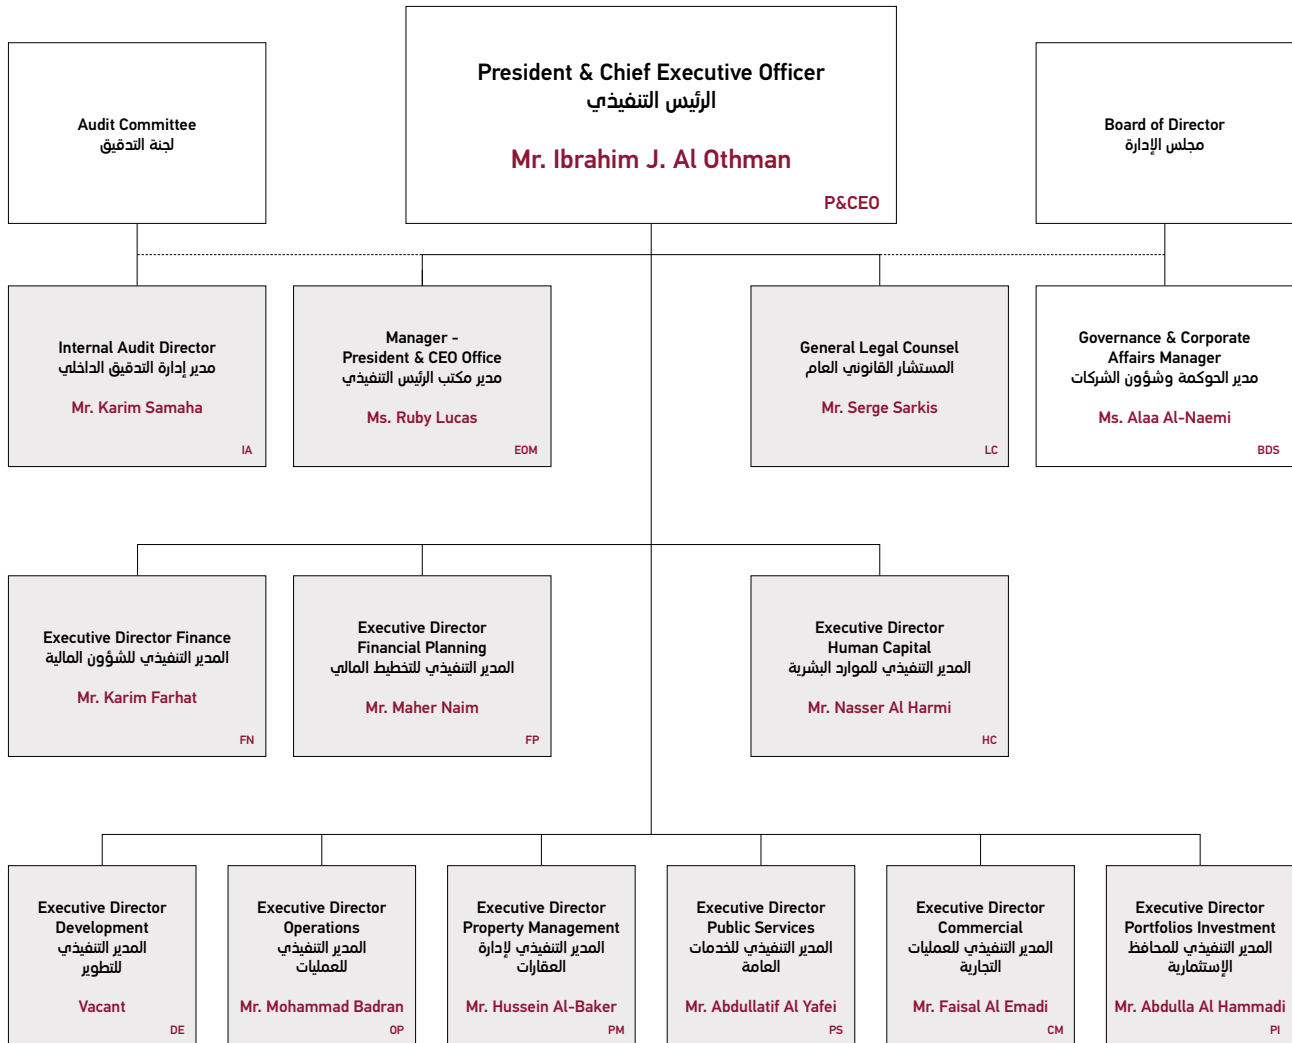 President & Chief Executive Officer
الرئيس التنفيذي
Mr. Ibrahim J. Al Othman
P&CEO
Audit Committee
لجنة التدقيق
Board of Director
مجلس الإدارة
Internal Audit Director
مدير إدارة التدقيق الداخلي
Mr. Karim Samaha
IA
Manager -
President & CEO Office
مدير مكتب الرئيس التنفيذي
Ms. Ruby Lucas
EOM
General Legal Counsel
المستشار القانوني العام
Mr. Serge Sarkis
LC
Governance & Corporate
Affairs Manager
مدير الحوكمة وشؤون الشركات
Ms. Alaa Al-Naemi
BDS
Executive Director Finance
المدير التنفيذي للشؤون المالية
Mr. Karim Farhat
FN
Executive Director
Financial Planning
المدير التنفيذي للتخطيط المالي
Mr. Maher Naim
FP
Executive Director
Human Capital
المدير التنفيذي للموارد البشرية
Mr. Nasser Al Harmi
HC
Executive Director
Development
المدير التنفيذي
للتطوير
Vacant
DE
Executive Director
Operations
المدير التنفيذي
للعمليات
Mr. Mohammad Badran
OP
Executive Director
Property Management
المدير التنفيذي لإدارة
العقارات
Mr. Hussein Al-Baker
PM
Executive Director
Public Services
المدير التنفيذي للخدمات
العامة
Mr. Abdullatif Al Yafei
PS
Executive Director
Commercial
المدير التنفيذي للعمليات
التجارية
Mr. Faisal Al Emadi
CM
Executive Director
Portfolios Investment
المدير التنفيذي للمحافظ
الإستثمارية
Mr. Abdulla Al Hammadi
PI